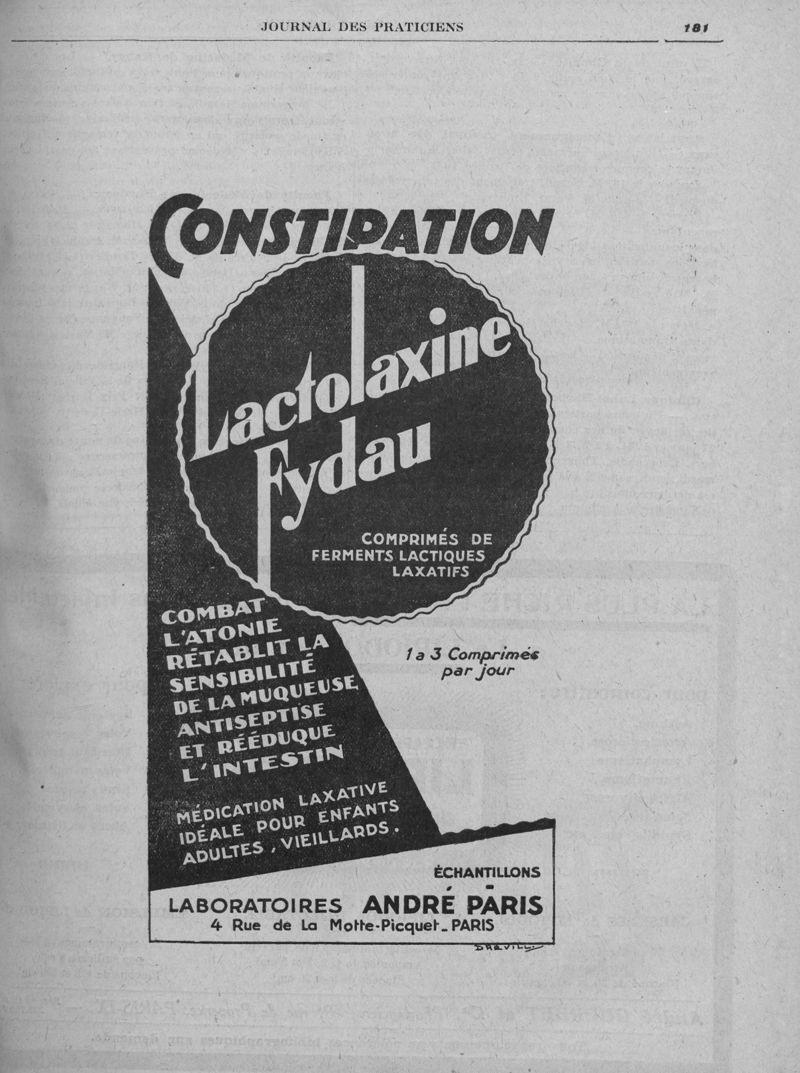 JOURNAL DES PRATICIENS
181
CONSTIPATION
Lactolaxine
Fydau
COMPRIMÉS DE
FERMENTS LACTIQUES
LAXATIFS
COMBAT
L'ATONIE
RÉTABLIT LA
SENSIBILITÉ
DE LA MUQUEUSE
ANTISEPTISE
ET RÉÉDUQUE
L'INTESTIN
1 a 3 Comprimés
par jour
MÉDICATION LAXATIVE
IDÉALE POUR ENFANTS
ADULTES, VIEILLARDS.
ÉCHANTILLONS
LABORATOIRES ANDRÉ PARIS
4 Rue de La Motte-Picquet_PARIS